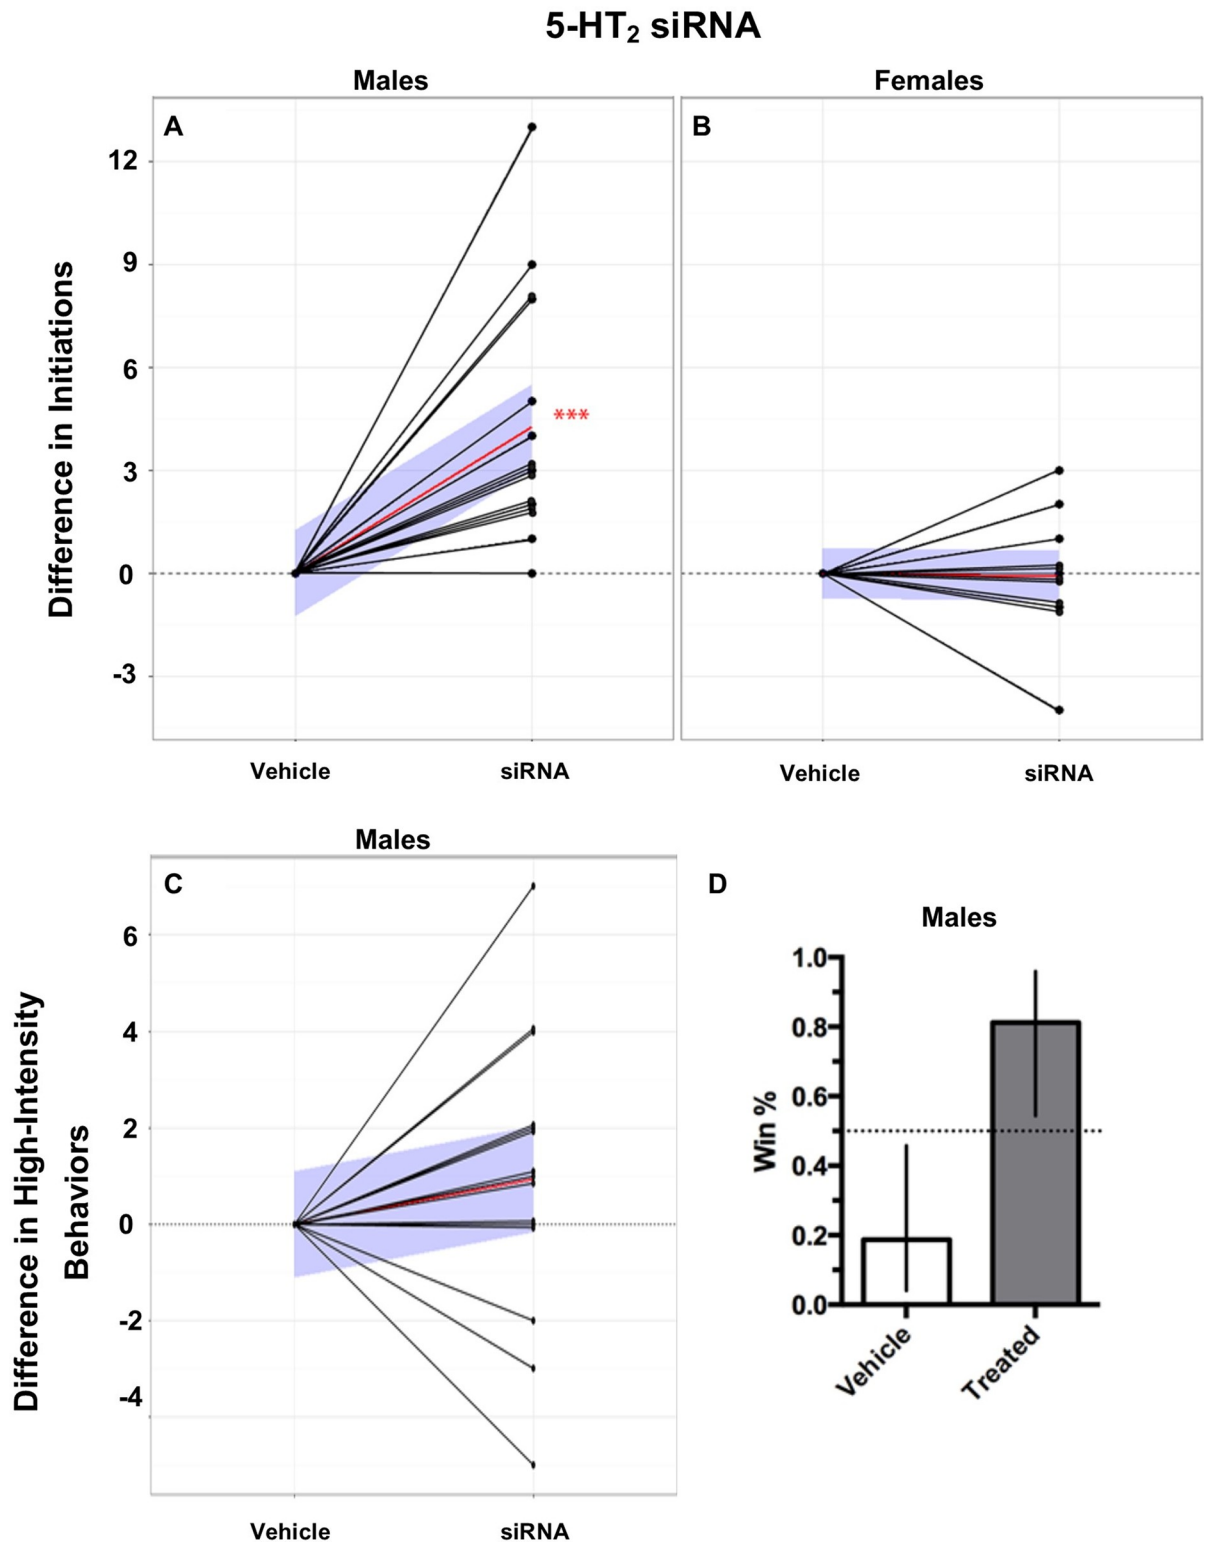 5-HT₂ siRNA
Males
Females
A
B
12
9
6
3
0
-3
Difference in Initiations
***
Vehicle
siRNA
Vehicle
siRNA
Males
C
6
4
2
0
-2
-4
Difference in High-Intensity
Behaviors
Vehicle
siRNA
D
Males
1.0
0.8
0.6
0.4
0.2
0.0
Win %
Vehicle
Treated